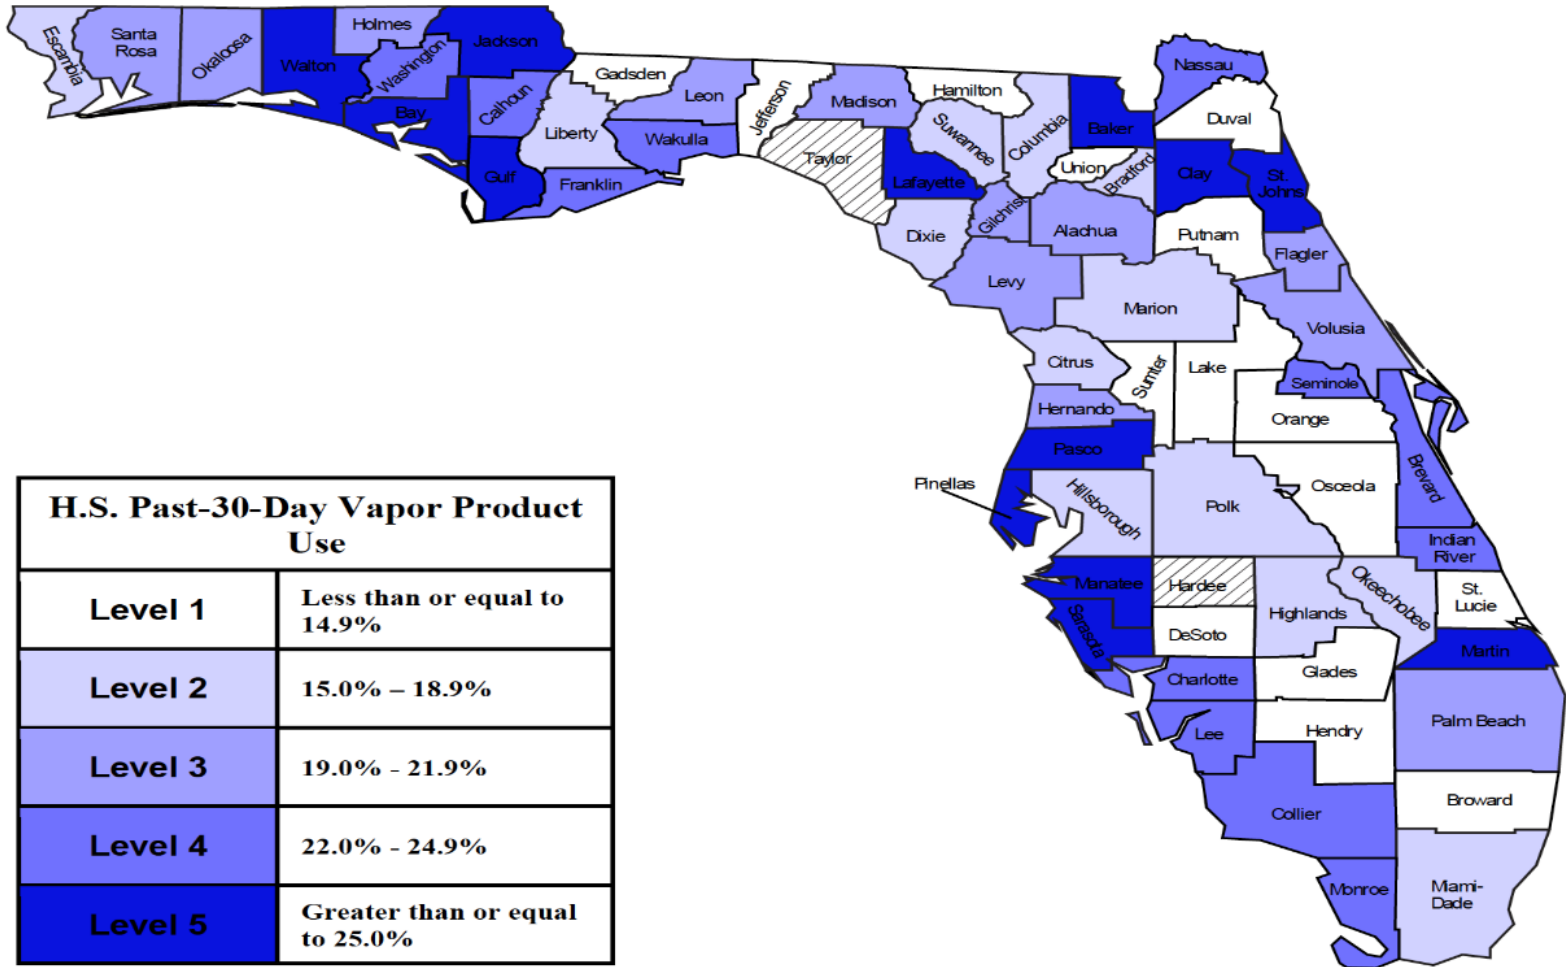 Escambia
Santa
Rosa
Okaloosa
Walton
Holmes
Washington
Jackson
Bay
Calhoun
Gulf
Gadsden
Liberty
Franklin
Leon
Wakulla
Jefferson
Madison
Taylor
Hamilton
Suwannee
Lafayette
Columbia
Dixie
Gilchrist
Baker
Union
Bradford
Alachua
Levy
Nassau
Duval
Clay
St.
Johns
Putnam
Flagler
Marion
Volusia
Citrus
Sumter
Lake
Hernando
Seminole
Orange
Pasco
Pinellas
Hillsborough
Polk
Osceola
Brevard
Indian
River
Manatee
Hardee
Highlands
Okeechobee
St.
Lucie
Sarasota
DeSoto
Martin
Charlotte
Glades
Lee
Hendry
Palm Beach
Collier
Broward
Monroe
Miami-
Dade
H.S. Past-30-Day Vapor Product
Use
Level 1
Less than or equal to
14.9%
Level 2
15.0% – 18.9%
Level 3
19.0% - 21.9%
Level 4
22.0% - 24.9%
Level 5
Greater than or equal
to 25.0%